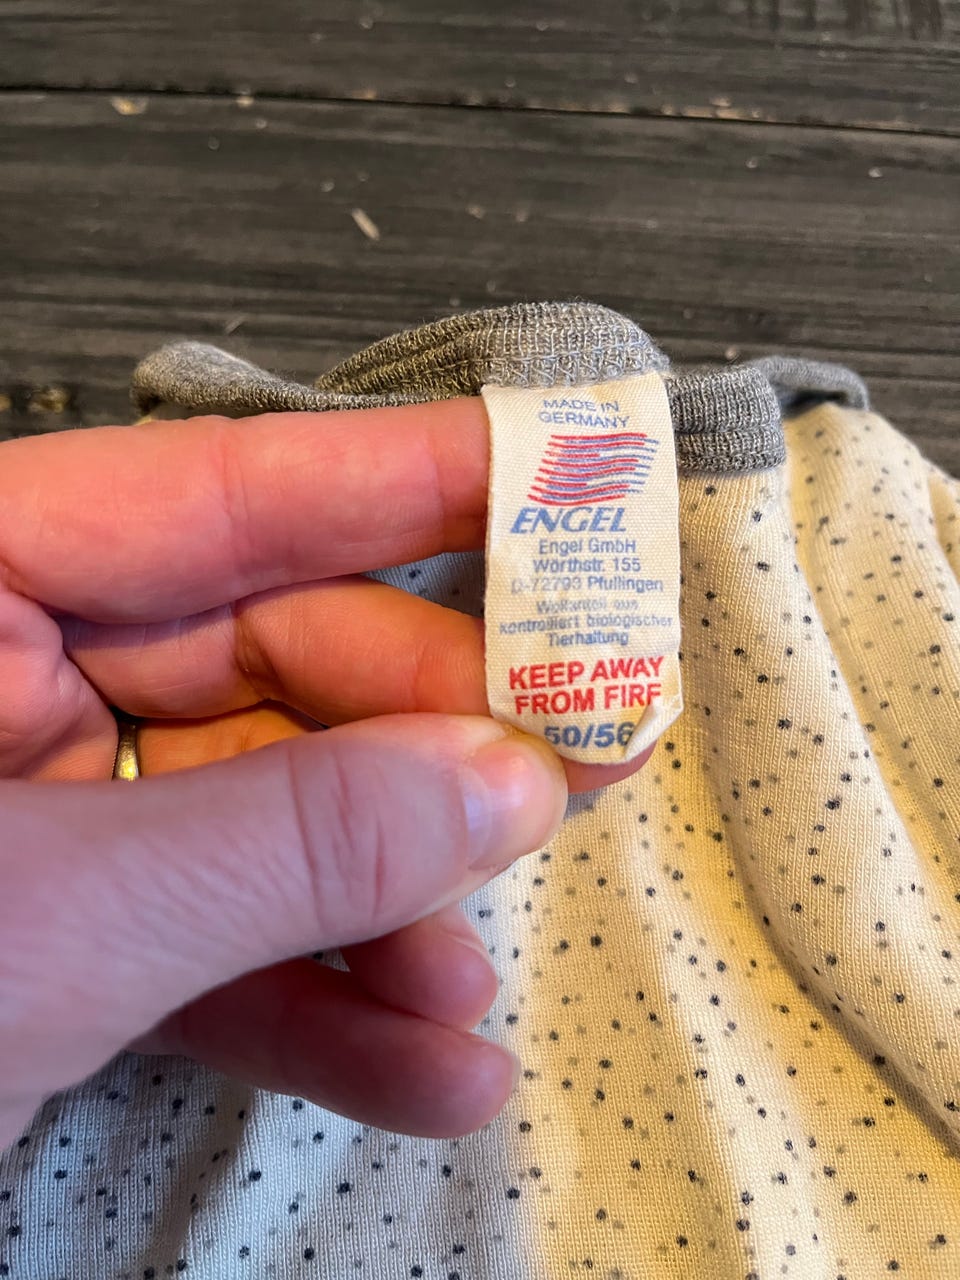 MADE IN
GERMANY
ENGEL
Engel GmbH
Wörthstr. 155
D-72793 Pfullingen
Wollanteil aus
kontrolliert biologischer
Tierhaltung
KEEP AWAY
FROM FIRE
50/56